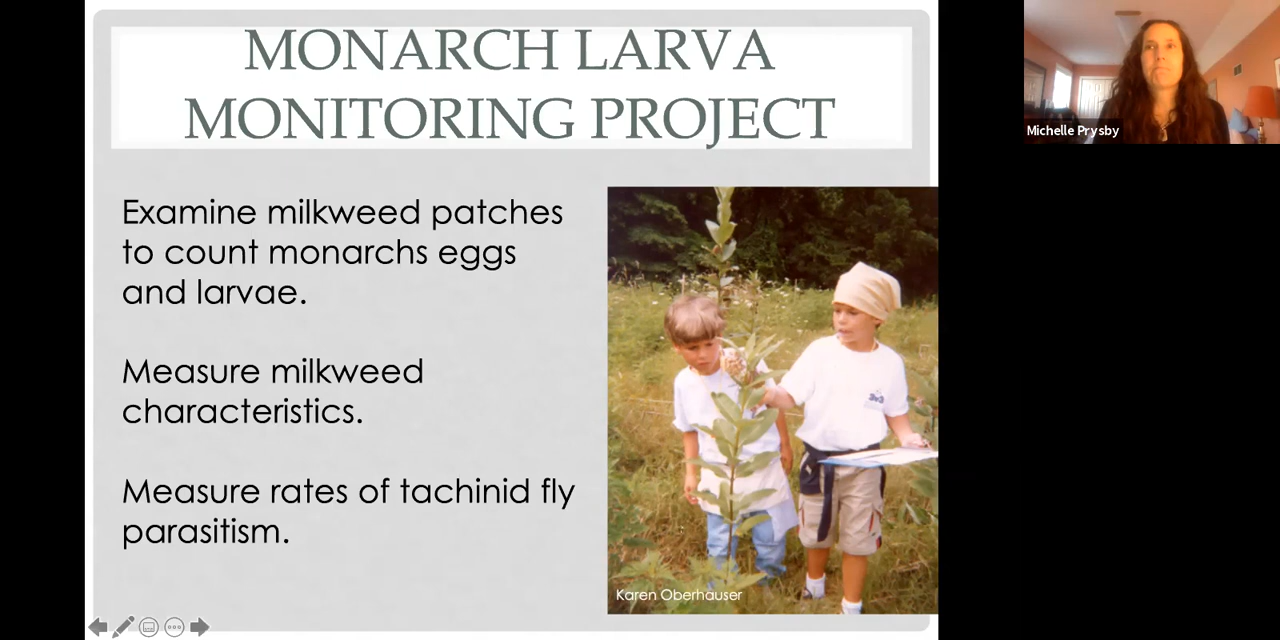 MONARCH LARVA
MONITORING PROJECT
Michelle Prysby
Examine milkweed patches
to count monarchs eggs
and larvae.
Measure milkweed
characteristics.
Measure rates of tachinid fly
parasitism.
Karen Oberhauser